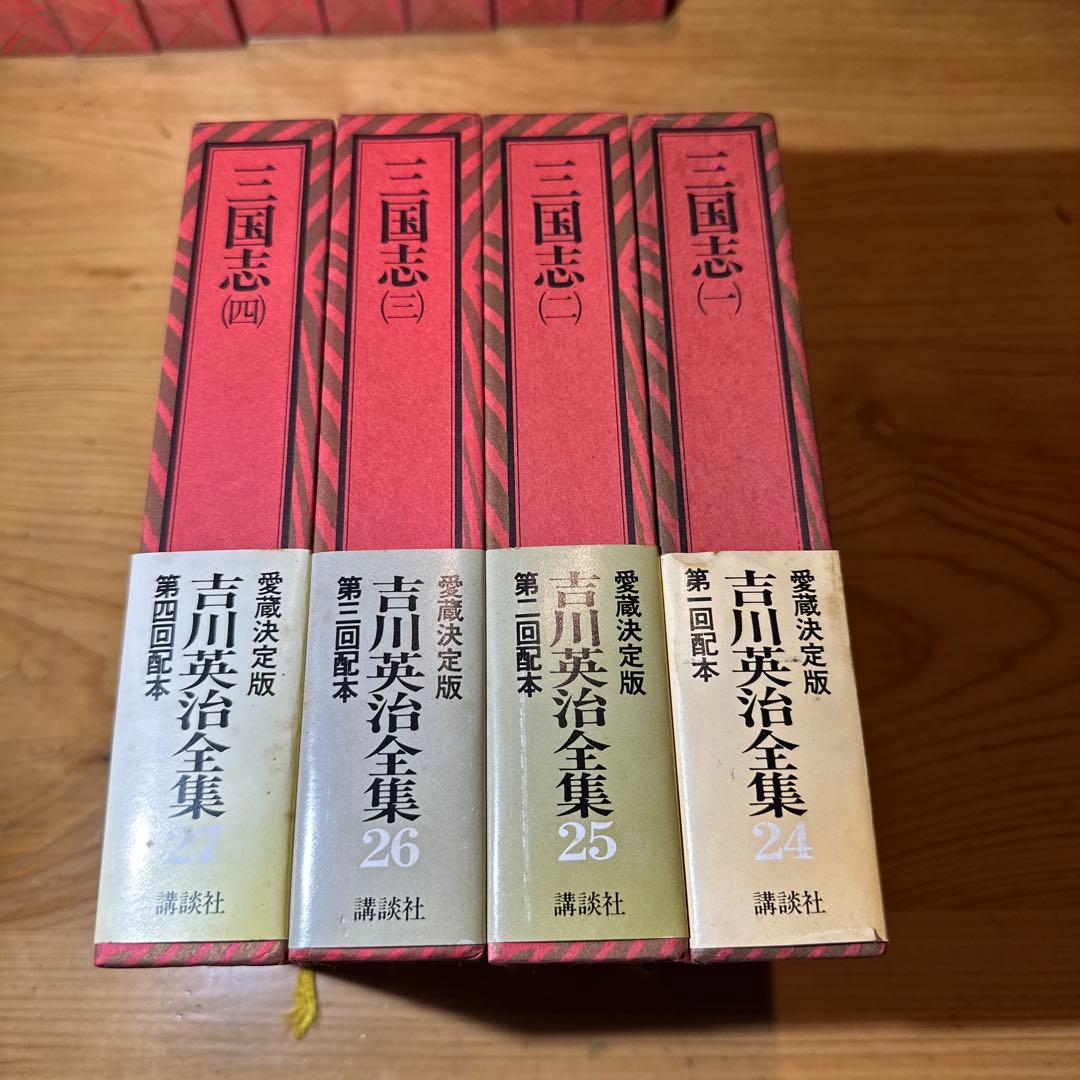 三国志
(一)
愛蔵決定版
吉川英治全集
24
第一回配本
講談社
三国志
(二)
愛蔵決定版
吉川英治全集
25
第二回配本
講談社
三国志
(三)
愛蔵決定版
吉川英治全集
26
第三回配本
講談社
三国志
(四)
愛蔵決定版
吉川英治全集
27
第四回配本
講談社